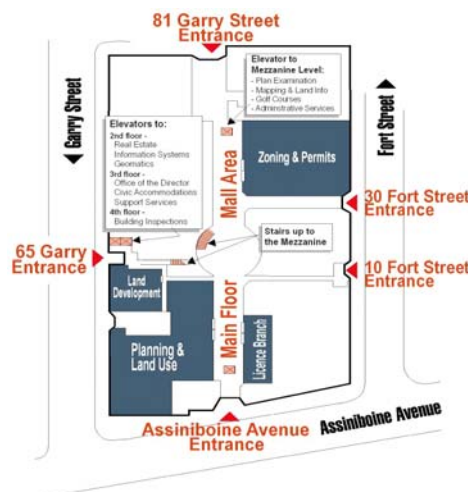 81 Garry Street
Entrance
Elevator to
Mezzanine Level:
- Plan Examination
- Mapping & Land Info
- Golf Courses
- Adminstrative Services
Garry Street
Fort Street
Elevators to:
2nd floor -
Real Estate
Information Systems
Geomatics
3rd floor -
Office of the Director
Civic Accommodations
Support Services
4th floor -
Building Inspections
Mall Area
Zoning & Permits
30 Fort Street
Entrance
Stairs up to
the Mezzanine
65 Garry
Entrance
10 Fort Street
Entrance
Land
Development
Main Floor
Planning &
Land Use
Licence Branch
Assiniboine Avenue
Entrance
Assiniboine Avenue